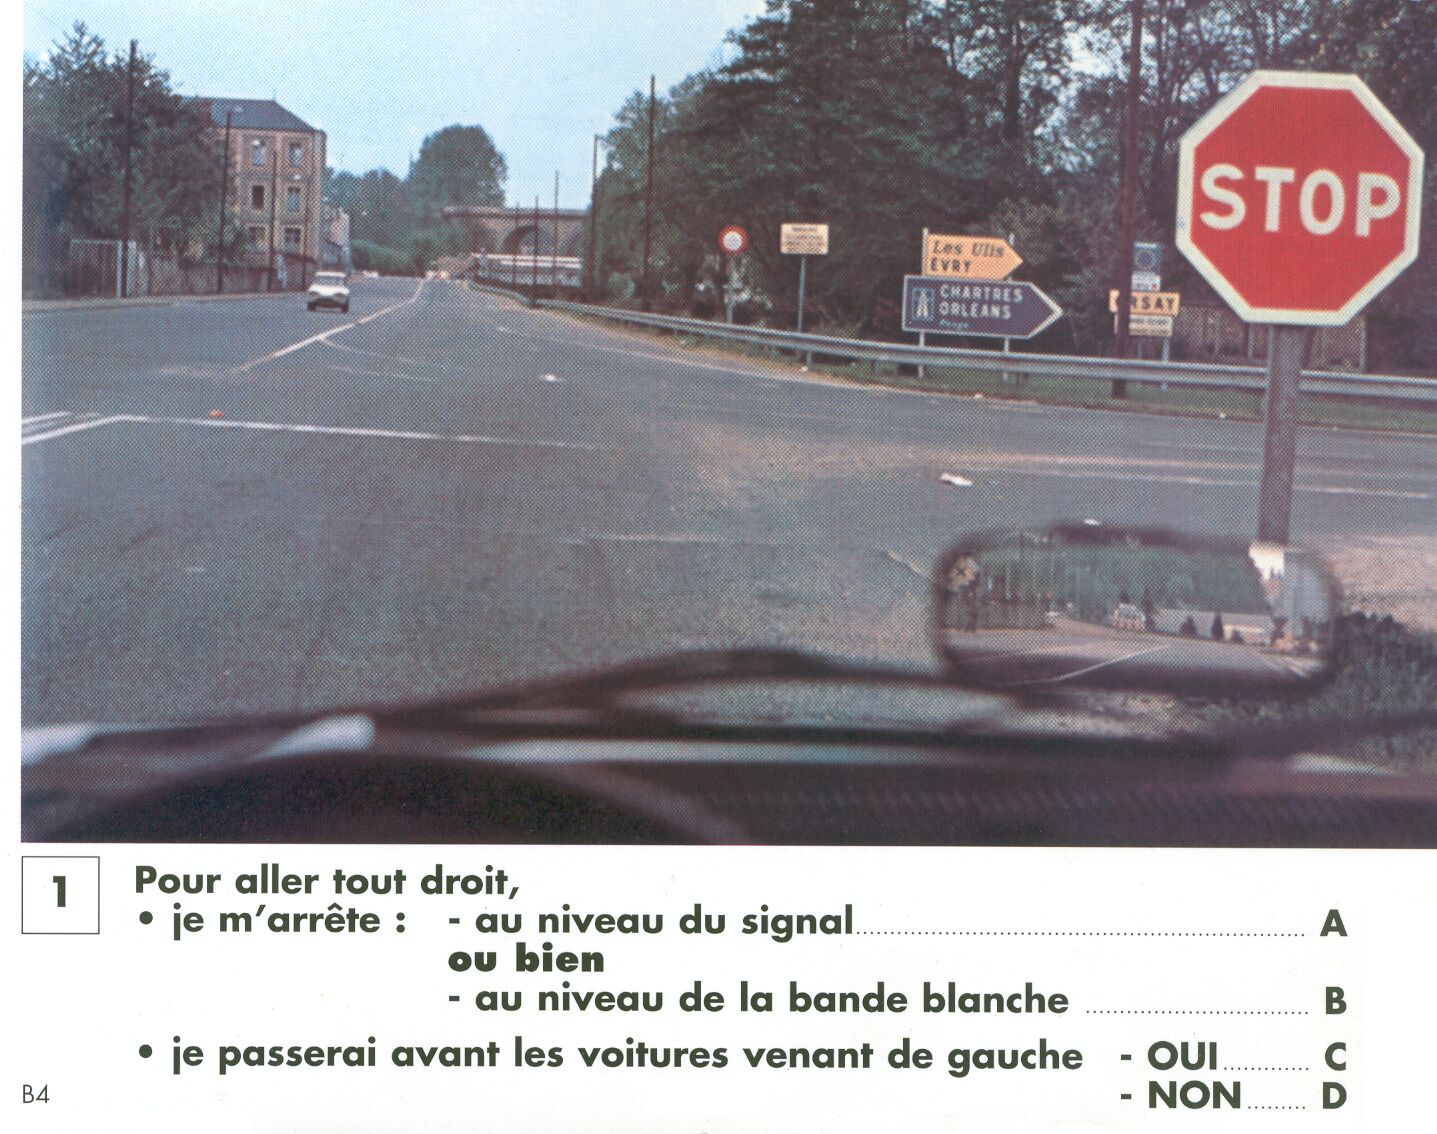 STOP
Les Ulis
EVRY
CHARTRES
ORLEANS
ORSAY
1
Pour aller tout droit,
• je m'arrête : - au niveau du signal A
ou bien
- au niveau de la bande blanche B
• je passerai avant les voitures venant de gauche - OUI C
- NON D
B4